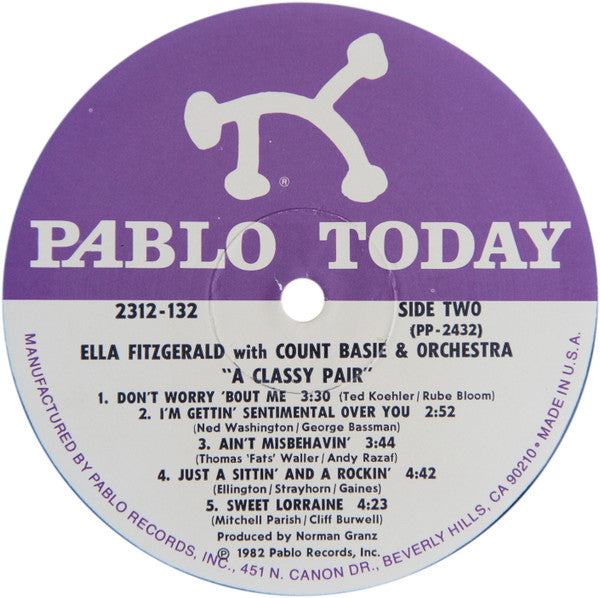 ®
PABLO TODAY
2312-132
SIDE TWO
(PP-2432)
ELLA FITZGERALD with COUNT BASIE & ORCHESTRA
"A CLASSY PAIR"
1. DON'T WORRY 'BOUT ME 3:30 (Ted Koehler/Rube Bloom)
2. I'M GETTIN' SENTIMENTAL OVER YOU 2:52
(Ned Washington/George Bassman)
3. AIN'T MISBEHAVIN' 3:44
(Thomas 'Fats' Waller/Andy Razaf)
4. JUST A SITTIN' AND A ROCKIN' 4:42
(Ellington/Strayhorn/Gaines)
5. SWEET LORRAINE 4:23
(Mitchell Parish/Cliff Burwell)
Produced by Norman Granz
℗ 1982 Pablo Records, Inc.
MANUFACTURED BY PABLO RECORDS, INC., 451 N. CANON DR., BEVERLY HILLS, CA 90210 • MADE IN U.S.A.